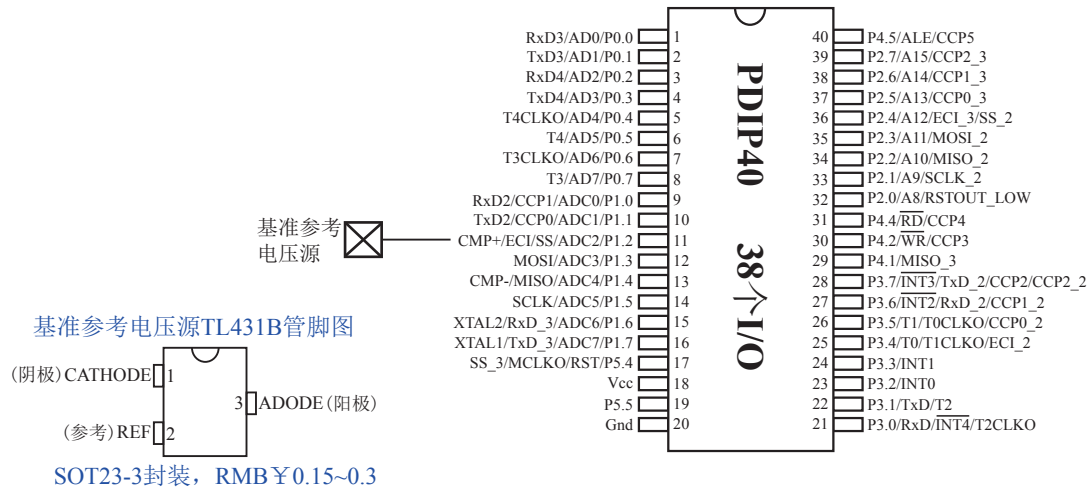 RxD3/AD0/P0.0 1
TxD3/AD1/P0.1 2
RxD4/AD2/P0.2 3
TxD4/AD3/P0.3 4
T4CLKO/AD4/P0.4 5
T4/AD5/P0.5 6
T3CLKO/AD6/P0.6 7
T3/AD7/P0.7 8
RxD2/CCP1/ADC0/P1.0 9
TxD2/CCP0/ADC1/P1.1 10
CMP+/ECI/SS/ADC2/P1.2 11
MOSI/ADC3/P1.3 12
CMP-/MISO/ADC4/P1.4 13
SCLK/ADC5/P1.5 14
XTAL2/RxD_3/ADC6/P1.6 15
XTAL1/TxD_3/ADC7/P1.7 16
SS_3/MCLKO/RST/P5.4 17
Vcc 18
P5.5 19
Gnd 20
PDIP40 38个I/O
40 P4.5/ALE/CCP5
39 P2.7/A15/CCP2_3
38 P2.6/A14/CCP1_3
37 P2.5/A13/CCP0_3
36 P2.4/A12/ECI_3/SS_2
35 P2.3/A11/MOSI_2
34 P2.2/A10/MISO_2
33 P2.1/A9/SCLK_2
32 P2.0/A8/RSTOUT_LOW
31 P4.4/RD/CCP4
30 P4.2/WR/CCP3
29 P4.1/MISO_3
28 P3.7/INT3/TxD_2/CCP2/CCP2_2
27 P3.6/INT2/RxD_2/CCP1_2
26 P3.5/T1/T0CLKO/CCP0_2
25 P3.4/T0/T1CLKO/ECI_2
24 P3.3/INT1
23 P3.2/INT0
22 P3.1/TxD/T2
21 P3.0/RxD/INT4/T2CLKO
基准参考
电压源
基准参考电压源TL431B管脚图
(阴极) CATHODE 1
3 ADODE (阳极)
(参考) REF 2
SOT23-3封装，RMB￥0.15~0.3